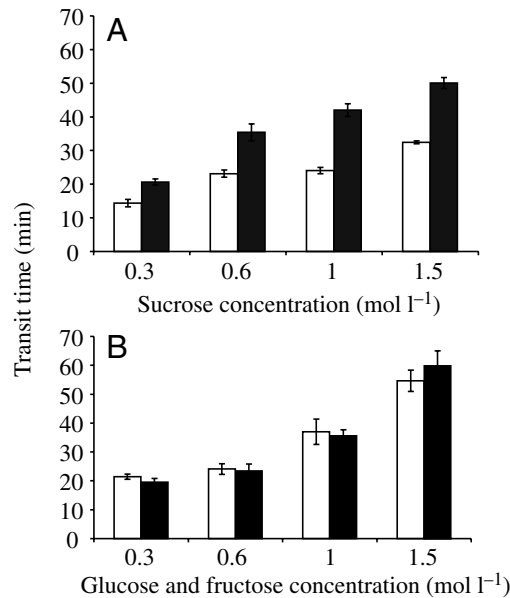 A
70
60
50
40
30
20
10
0
0.3 0.6 1 1.5
Sucrose concentration (mol l⁻¹)
Transit time (min)
B
70
60
50
40
30
20
10
0
0.3 0.6 1 1.5
Glucose and fructose concentration (mol l⁻¹)